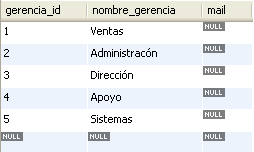 gerencia_id nombre_gerencia mail
1 Ventas NULL
2 Administracón NULL
3 Dirección NULL
4 Apoyo NULL
5 Sistemas NULL
NULL NULL NULL